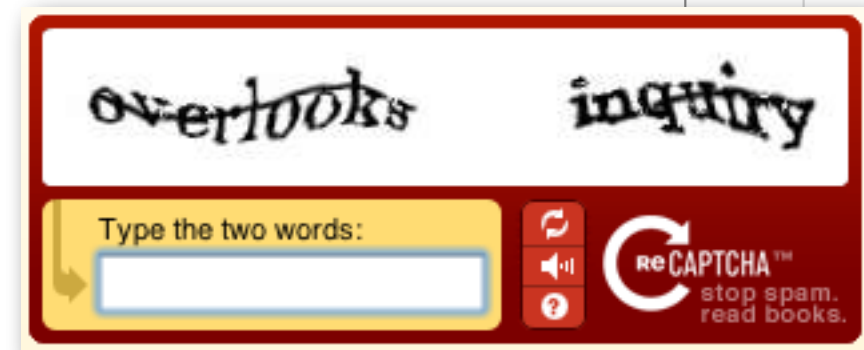 overlooks inquiry
Type the two words:
ReCAPTCHA™
stop spam.
read books.